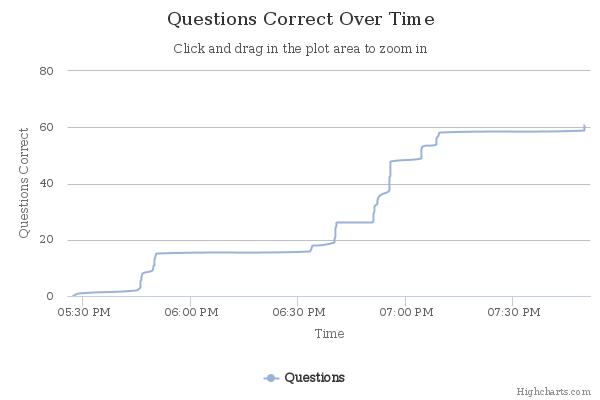 Questions Correct Over Time
Click and drag in the plot area to zoom in
Questions Correct
80
60
40
20
0
05:30 PM 06:00 PM 06:30 PM 07:00 PM 07:30 PM
Time
Questions
Highcharts.com